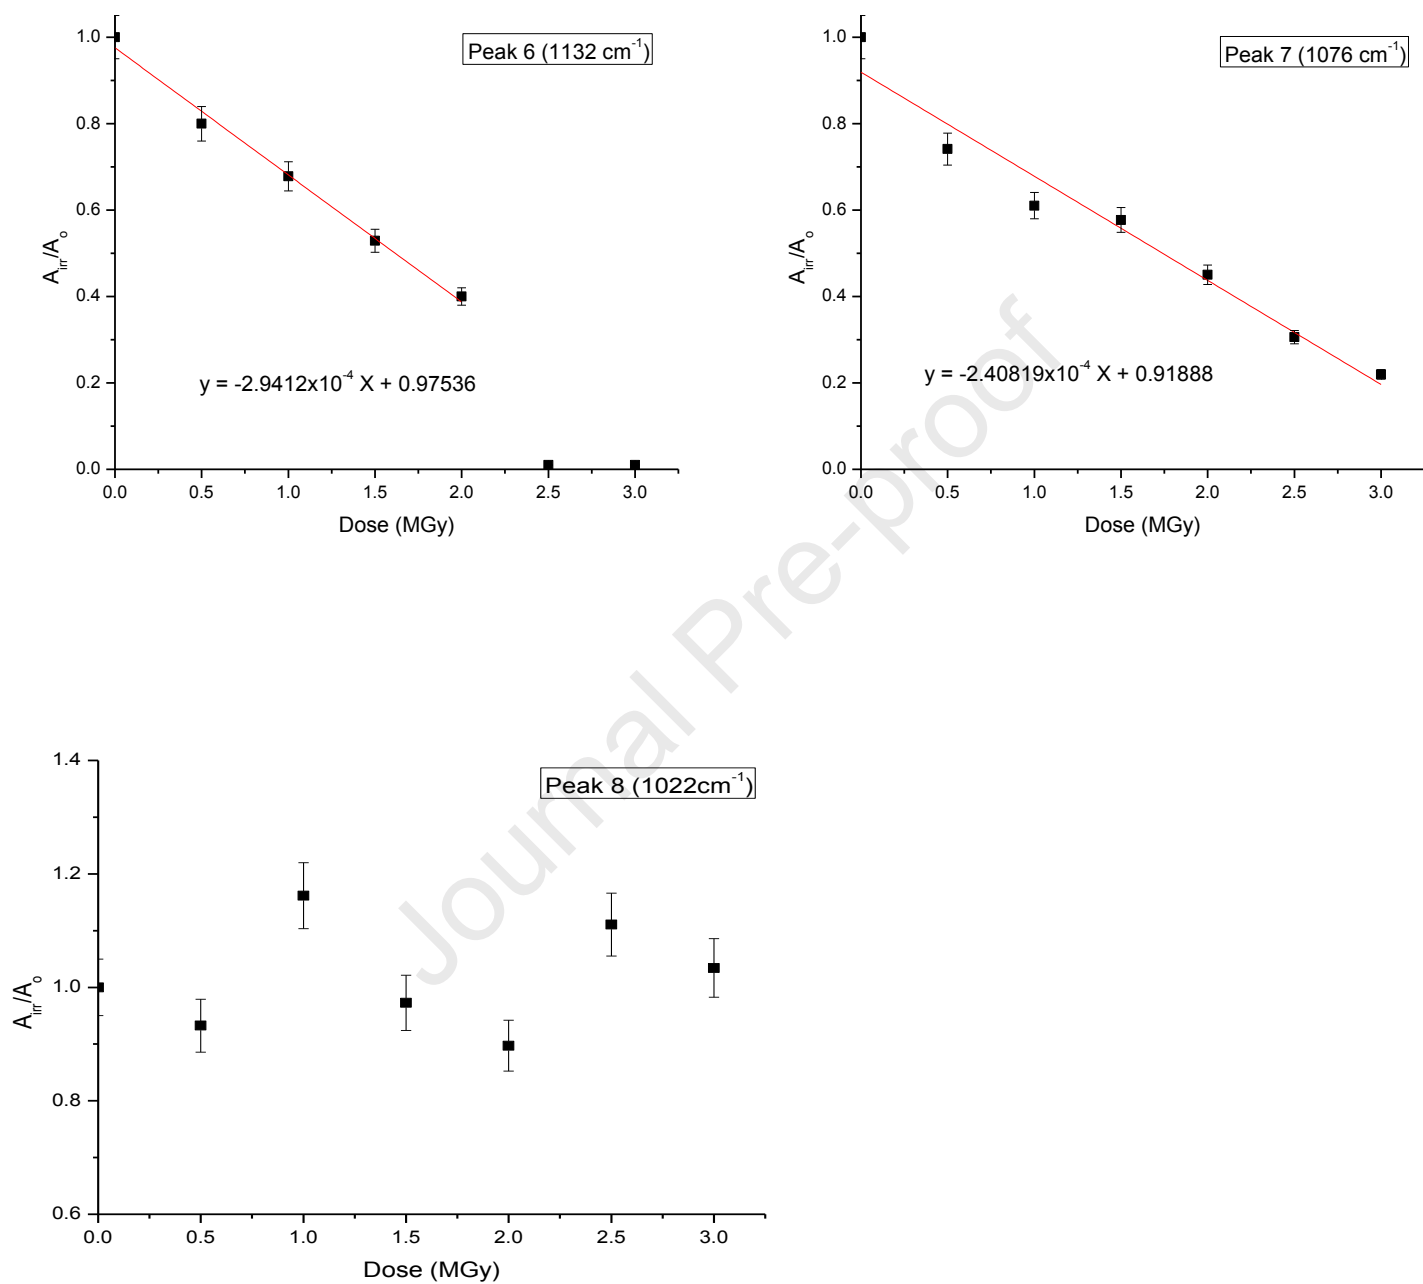 Peak 6 (1132 cm⁻¹)
1.0
0.8
0.6
0.4
0.2
0.0
Aᵢᵣᵣ/Aₒ
y = -2.9412x10⁻⁴ X + 0.97536
0.0 0.5 1.0 1.5 2.0 2.5 3.0
Dose (MGy)
Peak 7 (1076 cm⁻¹)
1.0
0.8
0.6
0.4
0.2
0.0
Aᵢᵣᵣ/Aₒ
y = -2.40819x10⁻⁴ X + 0.91888
0.0 0.5 1.0 1.5 2.0 2.5 3.0
Dose (MGy)
Journal Pre-proof
Peak 8 (1022cm⁻¹)
1.4
1.2
1.0
0.8
0.6
Aᵢᵣᵣ/Aₒ
0.0 0.5 1.0 1.5 2.0 2.5 3.0
Dose (MGy)